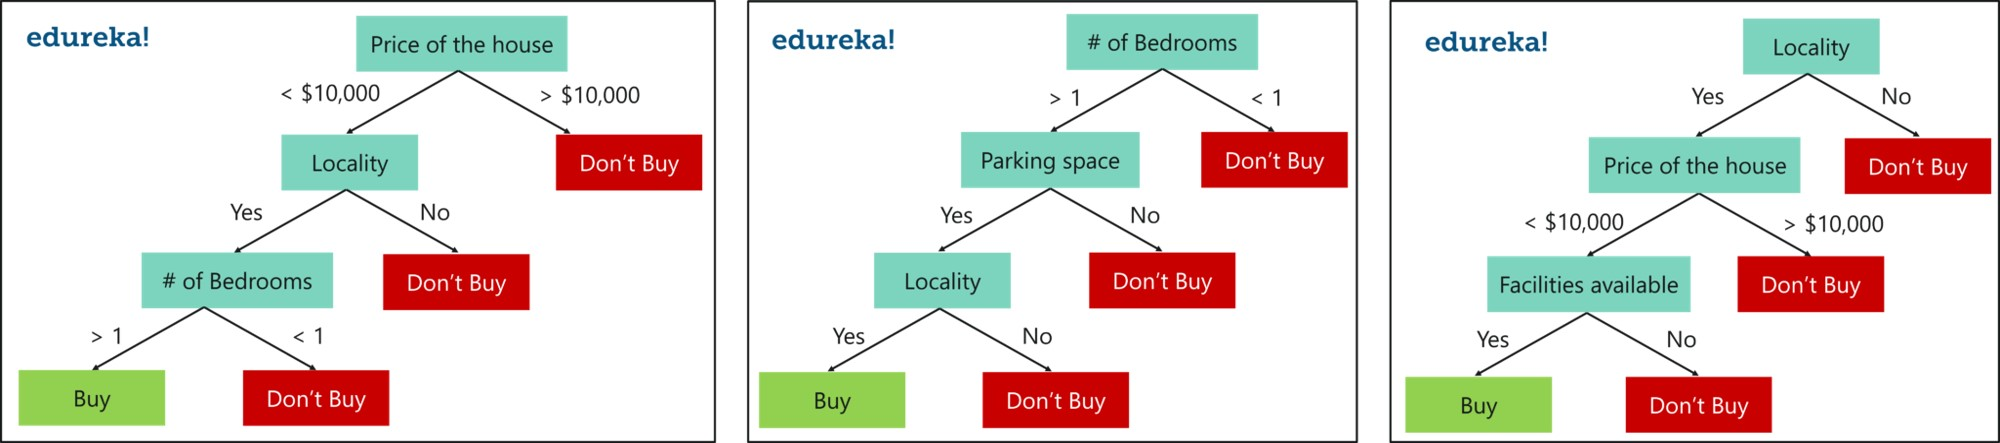 edureka!
Price of the house
< $10,000
> $10,000
Locality
Don't Buy
Yes
No
# of Bedrooms
Don't Buy
> 1
< 1
Buy
Don't Buy
edureka!
# of Bedrooms
> 1
< 1
Parking space
Don't Buy
Yes
No
Locality
Don't Buy
Yes
No
Buy
Don't Buy
edureka!
Locality
Yes
No
Price of the house
Don't Buy
< $10,000
> $10,000
Facilities available
Don't Buy
Yes
No
Buy
Don't Buy